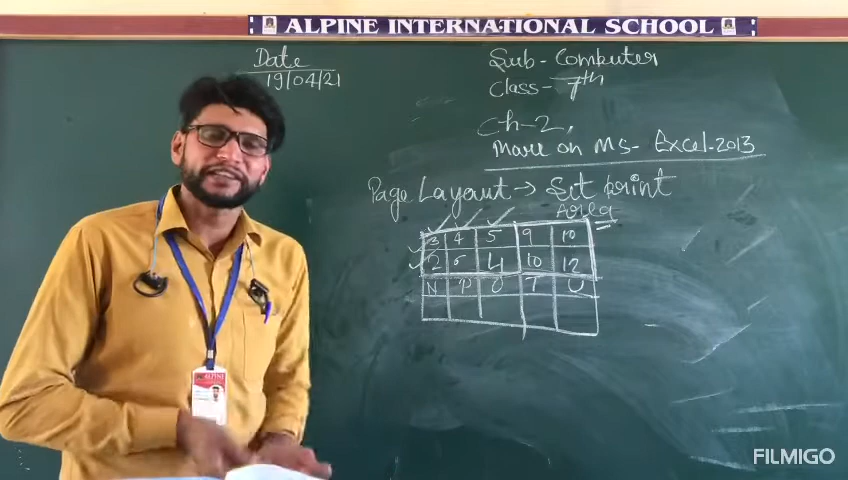 ALPINE INTERNATIONAL SCHOOL
Date
19/04/21
Sub - Computer
Class - 7th
Ch-2,
More on MS- Excel-2013
Page Layout → Set print
Area
3 4 5 9 10
2 6 4 10 12
N P O T U
ALPINE
FILMIGO